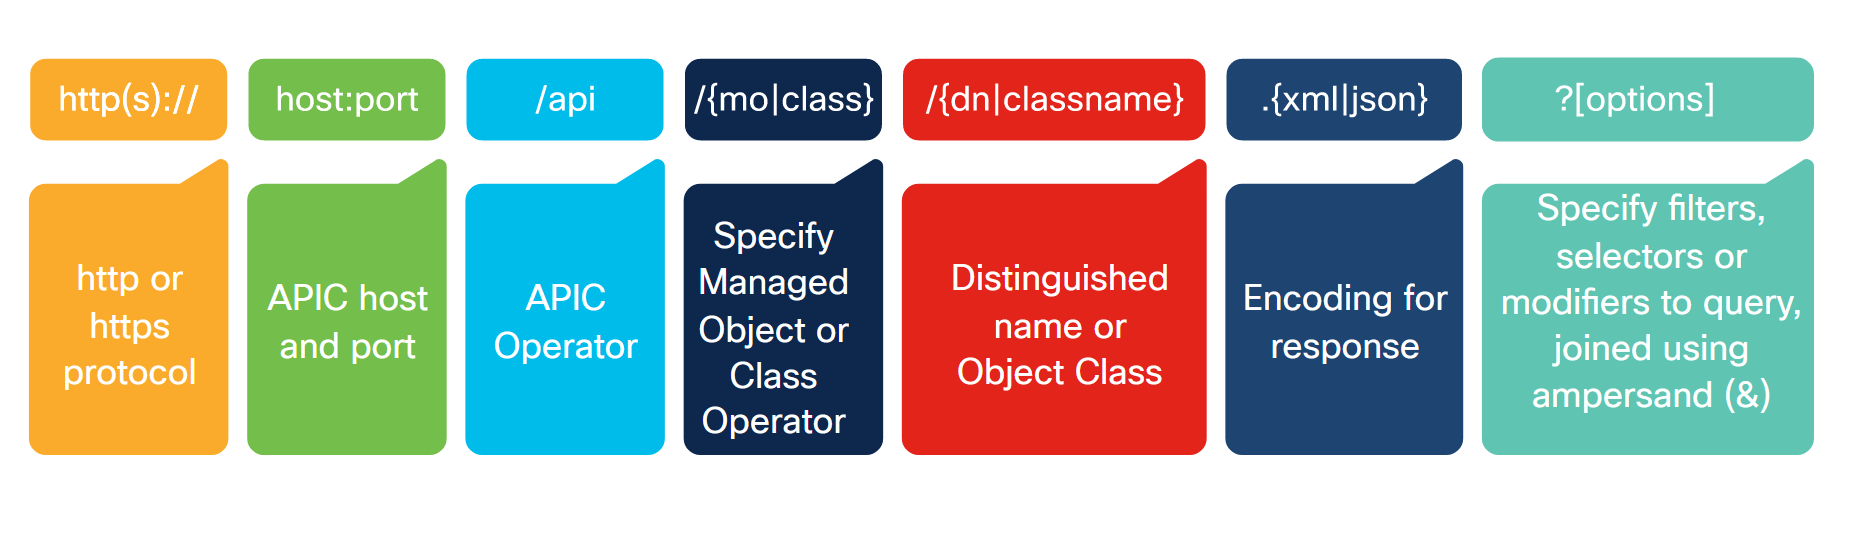 http(s)://
host:port
/api
/{mo|class}
/{dn|classname}
.{xml|json}
?[options]
http or
https
protocol
APIC host
and port
APIC
Operator
Specify
Managed
Object or
Class
Operator
Distinguished
name or
Object Class
Encoding for
response
Specify filters,
selectors or
modifiers to query,
joined using
ampersand (&)